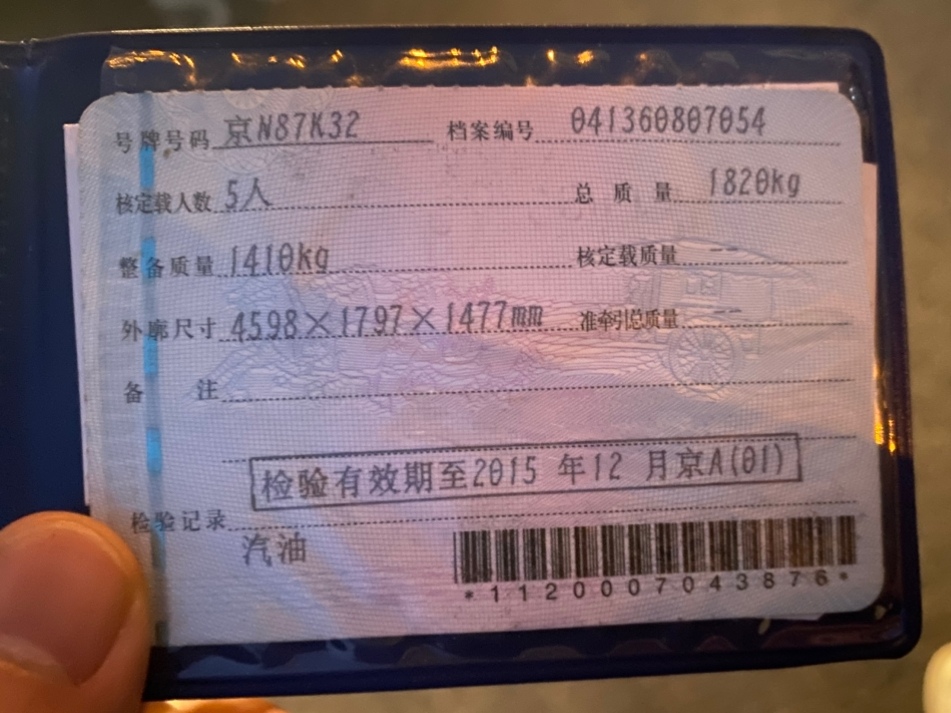 号牌号码 京N87K32 档案编号 041360807054
核定载人数 5人 总质量 1820kg
整备质量 1410kg 核定载质量 --
外廓尺寸 4598×1797×1477mm 准牵引总质量 --
备注
检验有效期至2015 年12 月京A(01)
检验记录
汽油
*1120007043876*